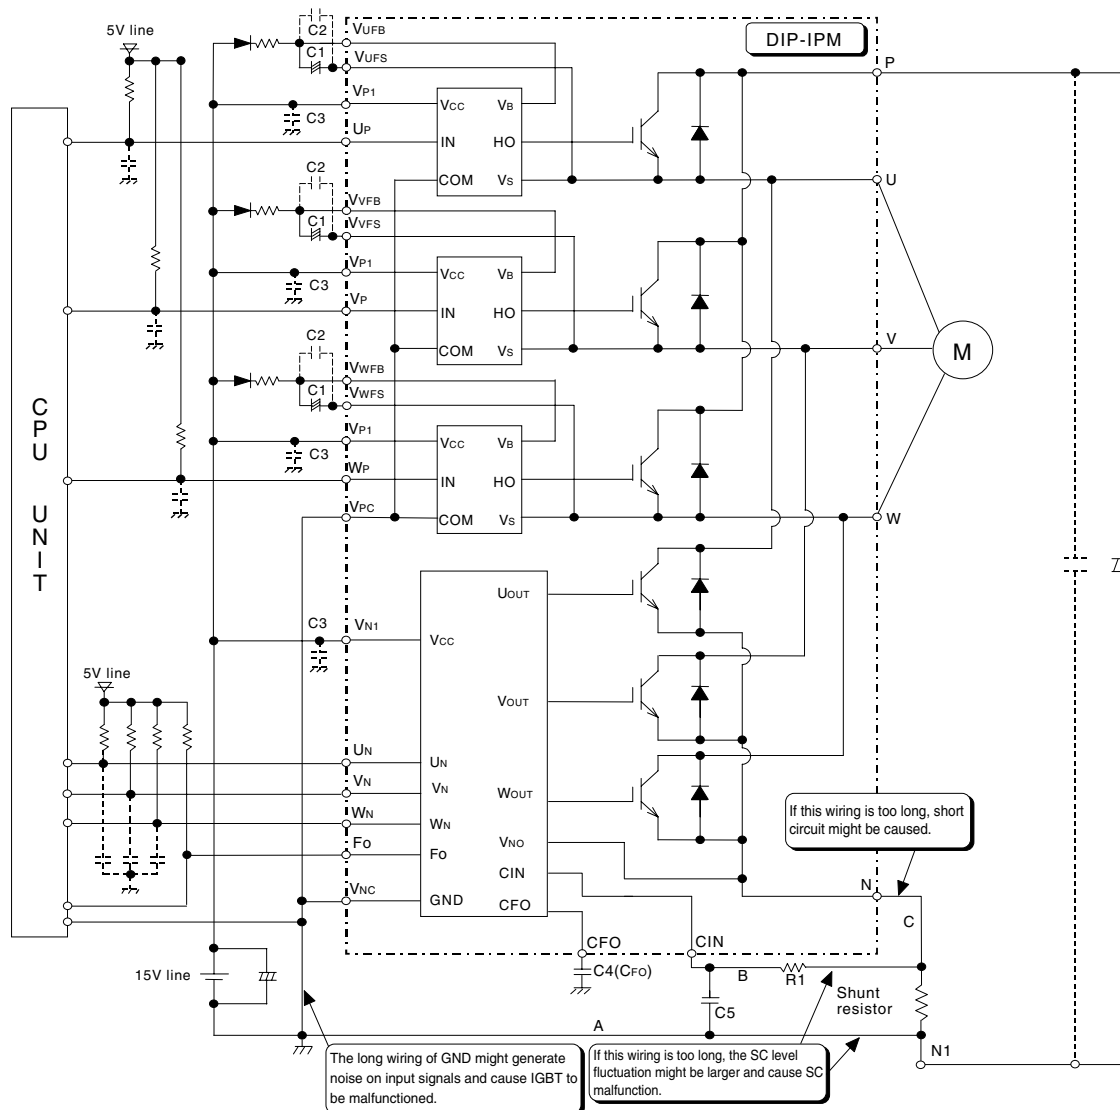 5V line
C2
C1
VUFB
VUFS
DIP-IPM
P
VP1
C3
UP
VCC
VB
IN
HO
COM
VS
U
C2
C1
VVFB
VVFS
VP1
C3
VP
VCC
VB
IN
HO
COM
VS
V
M
C2
C1
VWFB
VWFS
VP1
C3
WP
VPC
VCC
VB
IN
HO
COM
VS
W
CPU UNIT
C3
VN1
VCC
UOUT
VOUT
WOUT
VNO
CIN
CFO
5V line
UN
VN
WN
Fo
VNC
UN
VN
WN
Fo
GND
If this wiring is too long, short
circuit might be caused.
N
C
CFO
CIN
15V line
C4(CFO)
B
R1
C5
Shunt
resistor
A
N1
The long wiring of GND might generate
noise on input signals and cause IGBT to
be malfunctioned.
If this wiring is too long, the SC level
fluctuation might be larger and cause SC
malfunction.